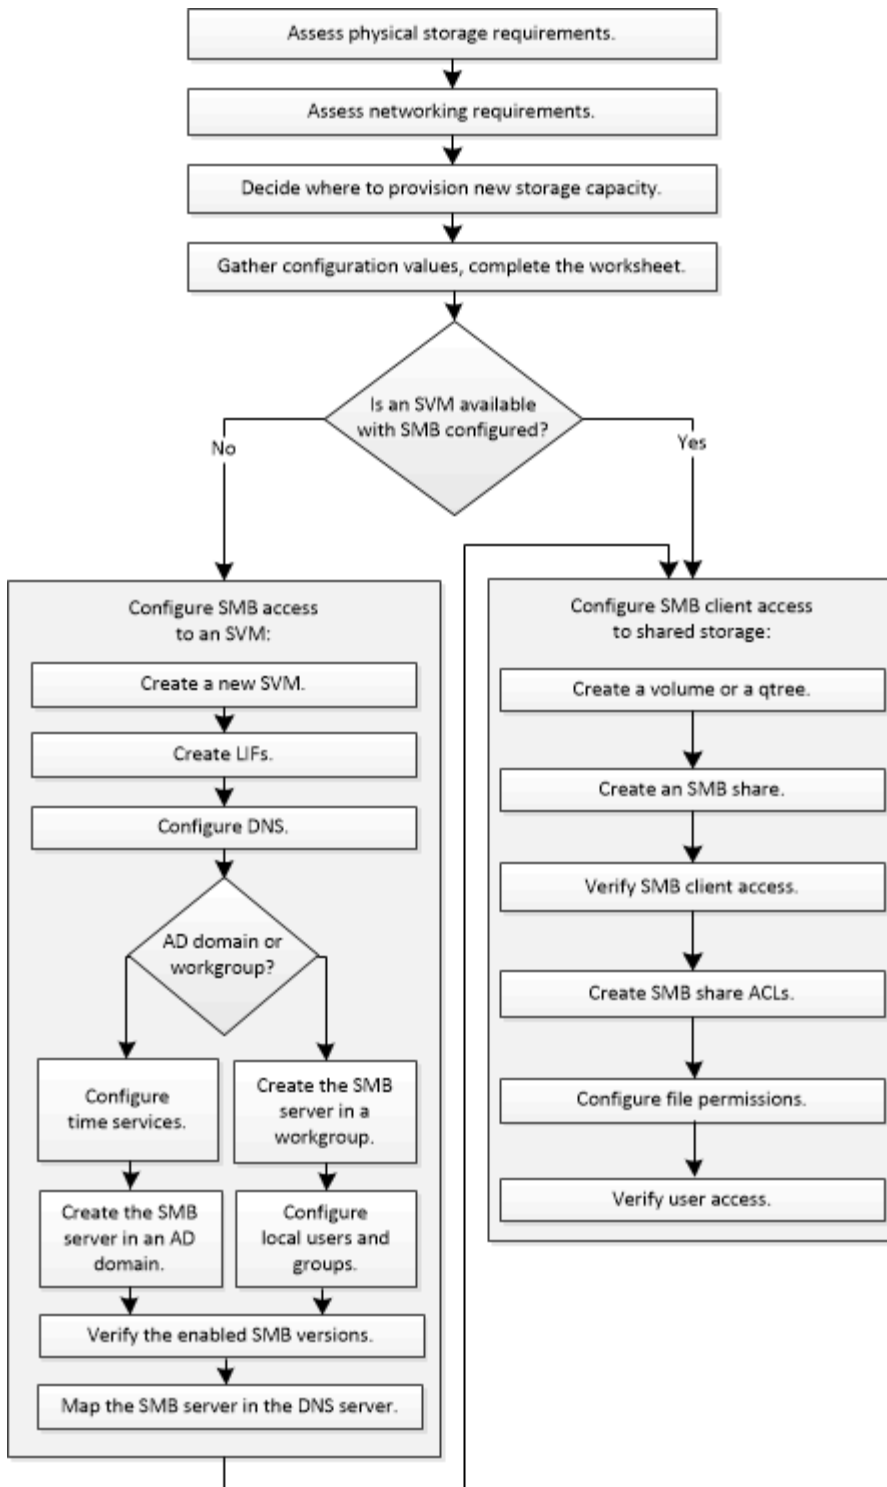 Assess physical storage requirements.
Assess networking requirements.
Decide where to provision new storage capacity.
Gather configuration values, complete the worksheet.
Is an SVM available
with SMB configured?
No
Yes
Configure SMB access
to an SVM:
Create a new SVM.
Create LIFs.
Configure DNS.
AD domain or
workgroup?
Configure
time services.
Create the SMB
server in an AD
domain.
Create the SMB
server in a
workgroup.
Configure
local users and
groups.
Verify the enabled SMB versions.
Map the SMB server in the DNS server.
Configure SMB client access
to shared storage:
Create a volume or a qtree.
Create an SMB share.
Verify SMB client access.
Create SMB share ACLs.
Configure file permissions.
Verify user access.